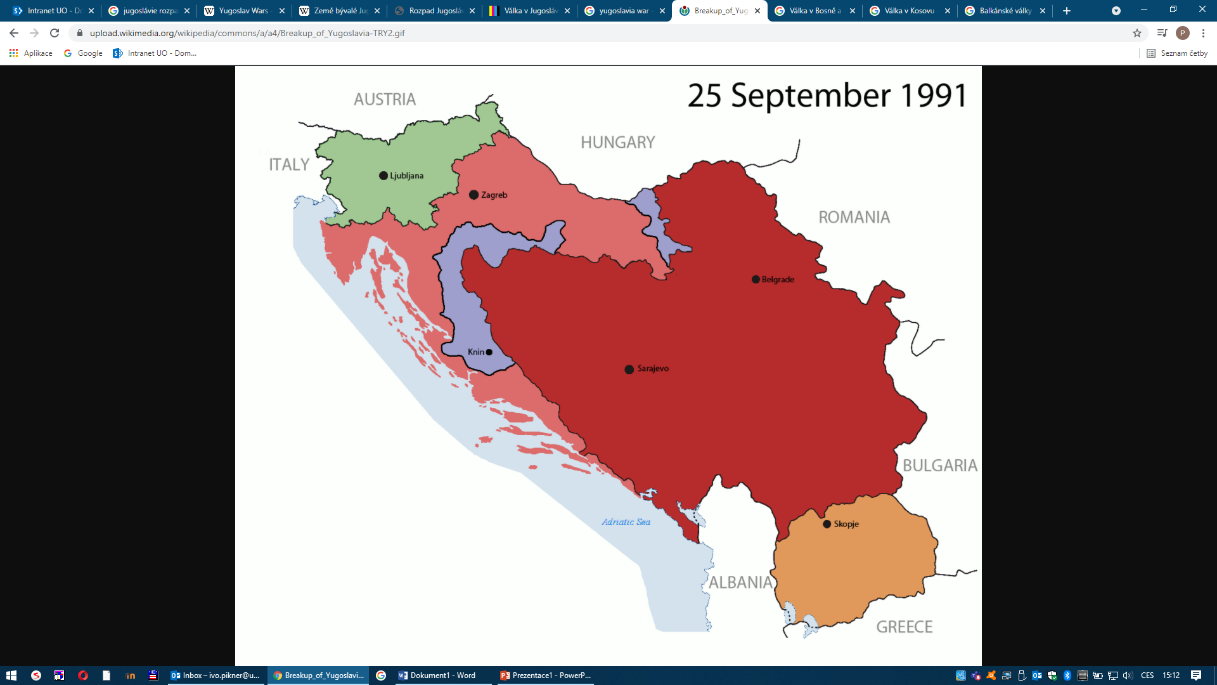 Intranet UO - Do
jugoslávie rozpa
Yugoslav Wars -
Země bývalé Jug
Rozpad Jugoslá
Válka v Jugoslá
yugoslavia war -
Breakup_of_Yug
Válka v Bosně a
Válka v Kosovu
Balkánské války
upload.wikimedia.org/wikipedia/commons/a/a4/Breakup_of_Yugoslavia-TRY2.gif
P
Aplikace
Google
Intranet UO - Dom...
Seznam četby
25 September 1991
AUSTRIA
HUNGARY
ITALY
Ljubljana
Zagreb
ROMANIA
Belgrade
Knin
Sarajevo
BULGARIA
Adriatic Sea
Skopje
ALBANIA
GREECE
Inbox – ivo.pikner@u...
Breakup_of_Yugoslavi...
Dokument1 - Word
Prezentace1 - PowerP...
CES
15:12